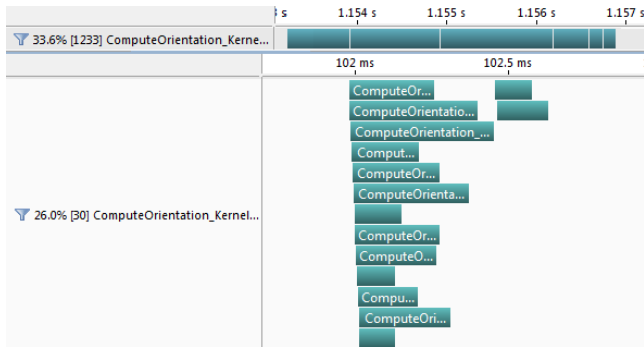 s 1.154 s 1.155 s 1.156 s 1.157 s
33.6% [1233] ComputeOrientation_Kerne...
102 ms 102.5 ms
ComputeOr...
ComputeOrientatio...
ComputeOrientation_...
Comput...
ComputeOr...
ComputeOrienta...
26.0% [30] ComputeOrientation_Kernel...
ComputeOr...
ComputeO...
Compu...
ComputeOri...